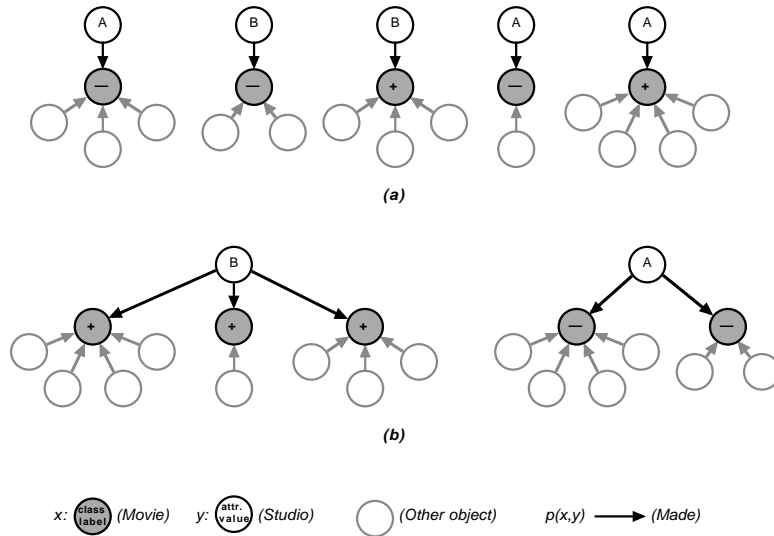 A B B A A
— — + — +
(a)
B A
+ + + — —
(b)
x: class label (Movie) y: attr. value (Studio) (Other object) p(x,y) (Made)